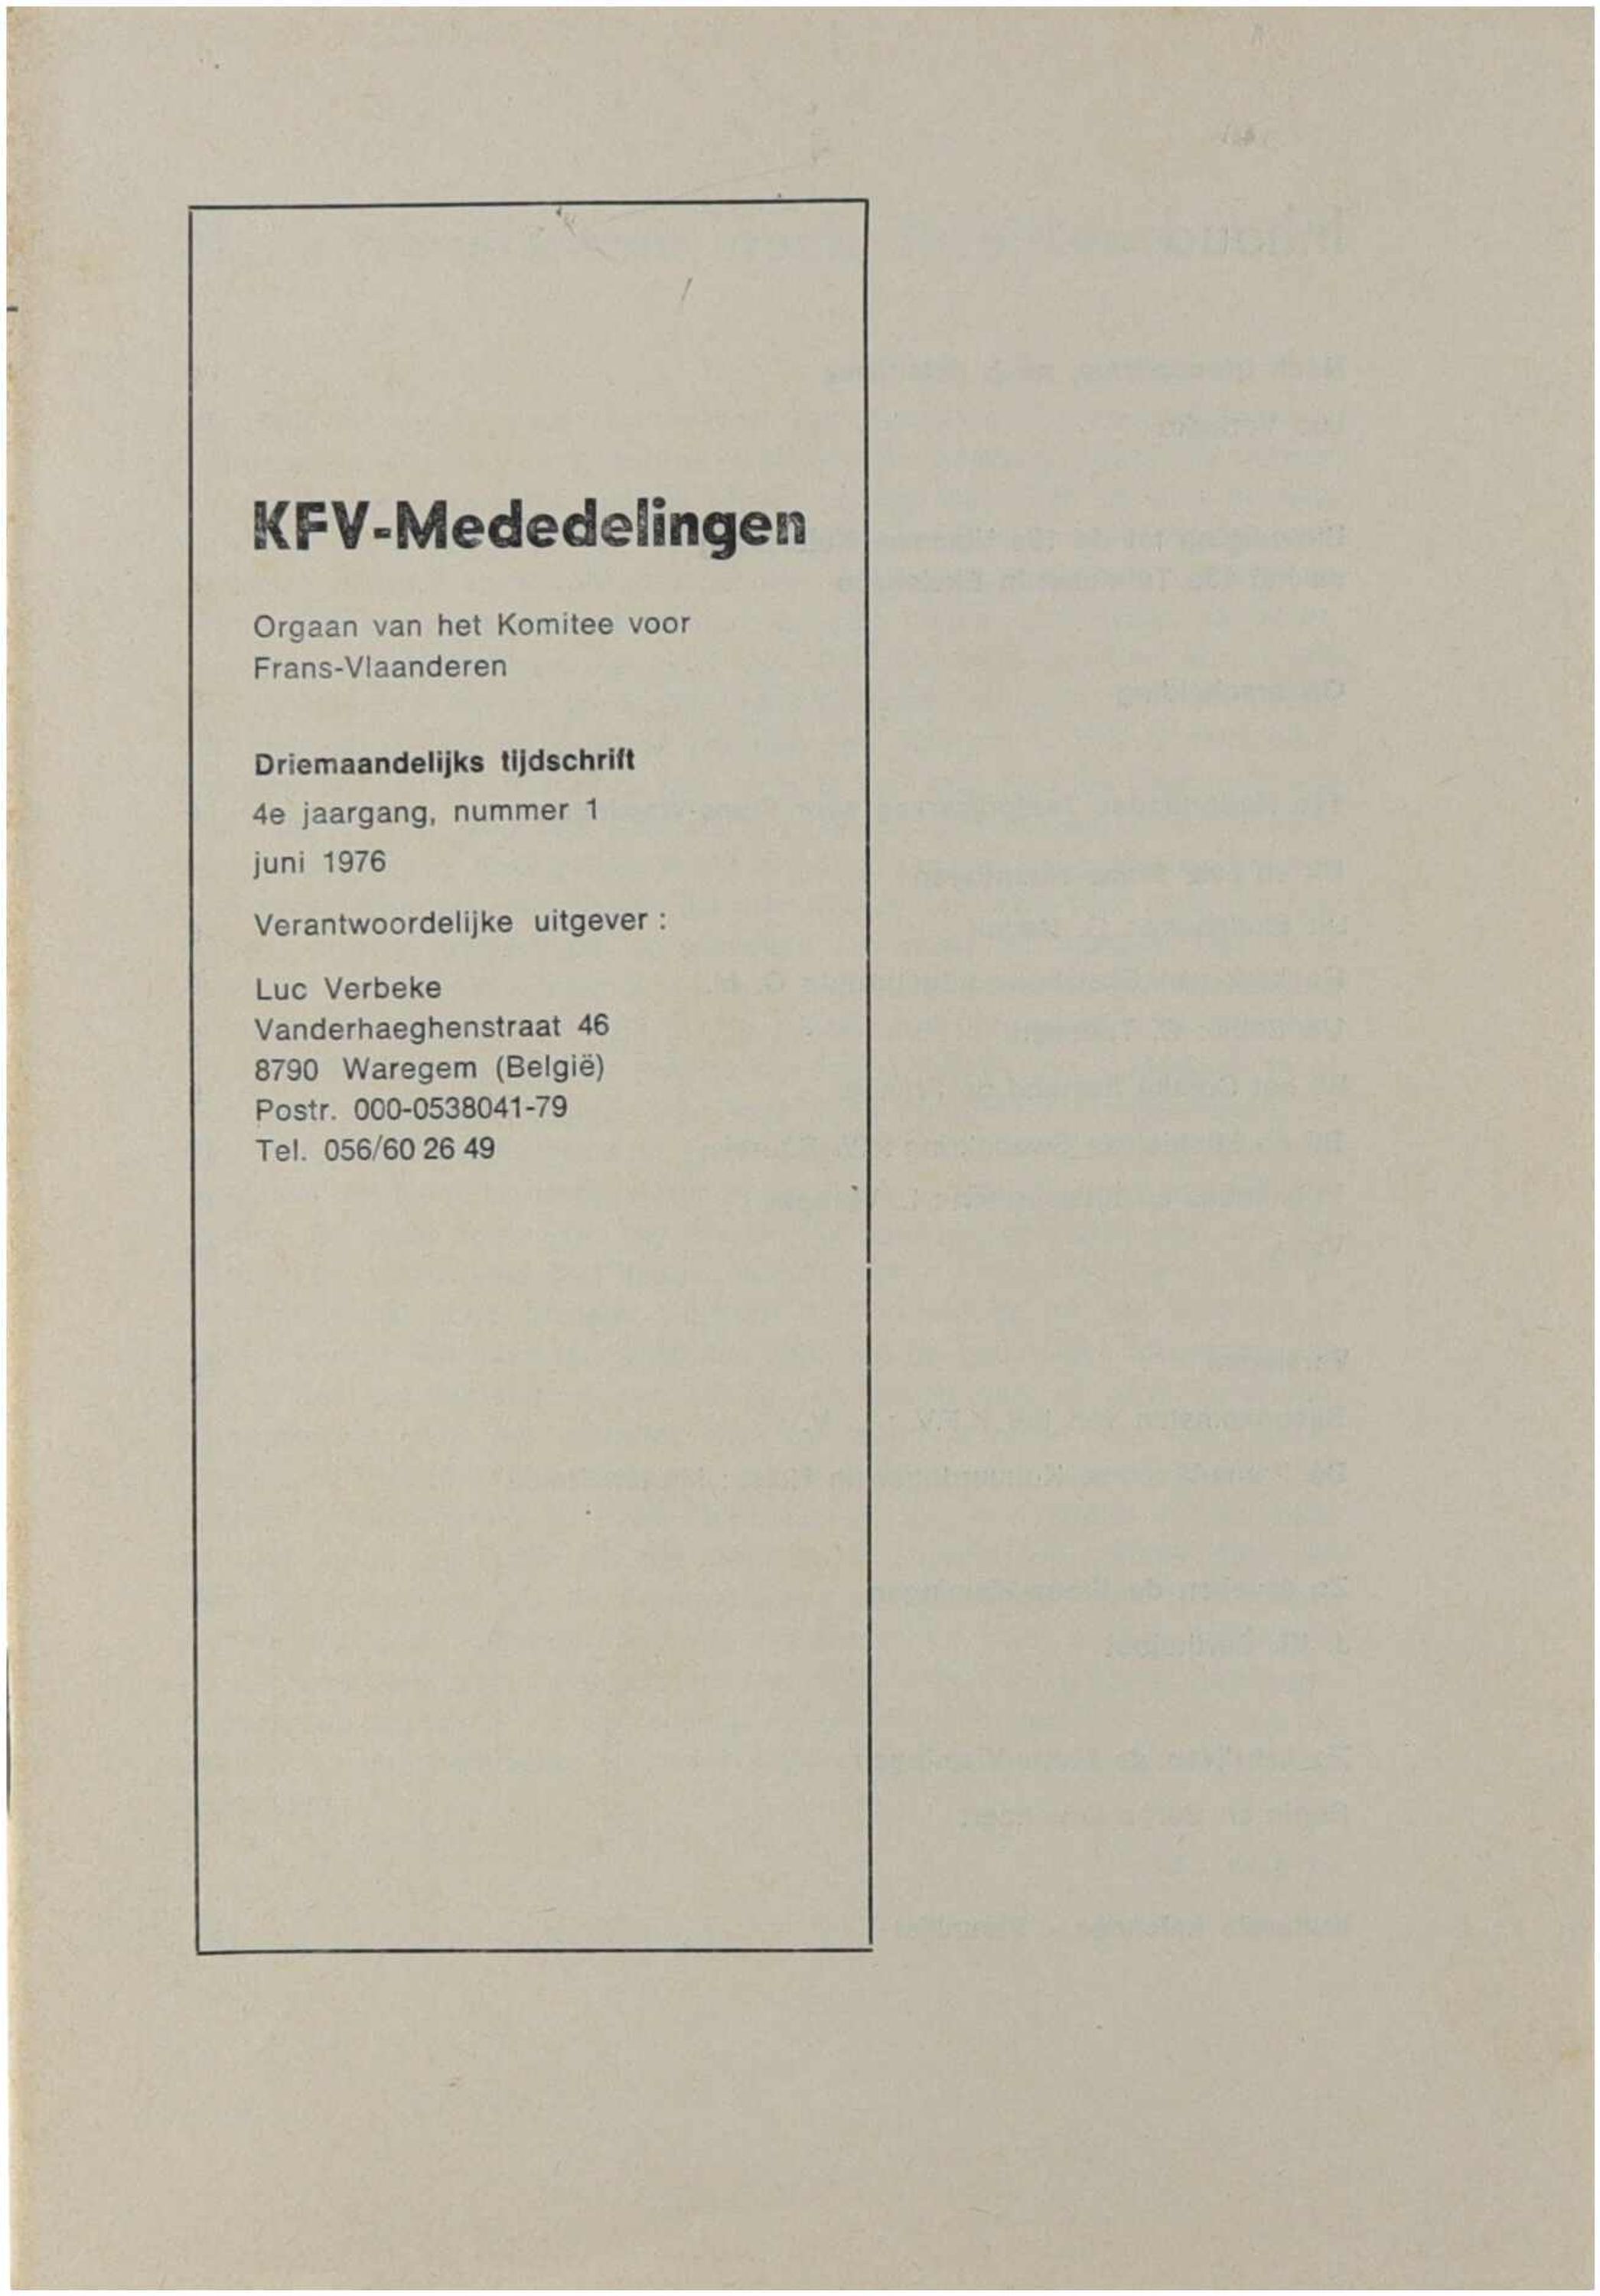 KFV-Mededelingen
Orgaan van het Komitee voor
Frans-Vlaanderen
Driemaandelijks tijdschrift
4e jaargang, nummer 1
juni 1976
Verantwoordelijke uitgever :
Luc Verbeke
Vanderhaeghenstraat 46
8790 Waregem (België)
Postr. 000-0538041-79
Tel. 056/60 26 49